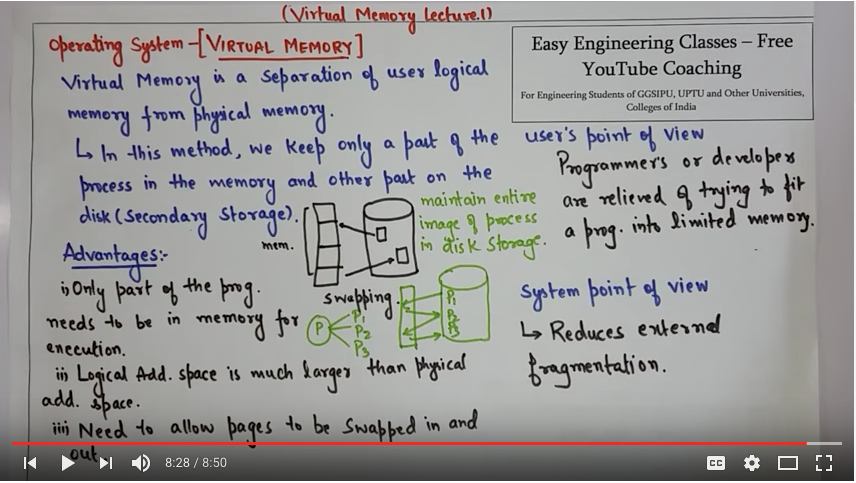 (Virtual Memory Lecture.1)
Operating System -[VIRTUAL MEMORY]
Virtual Memory is a separation of user logical
memory from physical memory.
↳ In this method, we keep only a part of the
process in the memory and other part on the
disk (Secondary Storage).
mem.
maintain entire
image of process
in disk storage.
Advantages:-
i) Only part of the prog.
needs to be in memory for
execution.
swapping.
P
P1
P2
P3
P1
P2
P3
ii) Logical Add. space is much larger than physical
add. space.
iii) Need to allow pages to be swapped in and
out.
Easy Engineering Classes – Free
YouTube Coaching
For Engineering Students of GGSIPU, UPTU and Other Universities,
Colleges of India
user's point of view
Programmers or developers
are relieved of trying to fit
a prog. into limited memory.
System point of view
↳ Reduces external
fragmentation.
8:28 / 8:50
CC